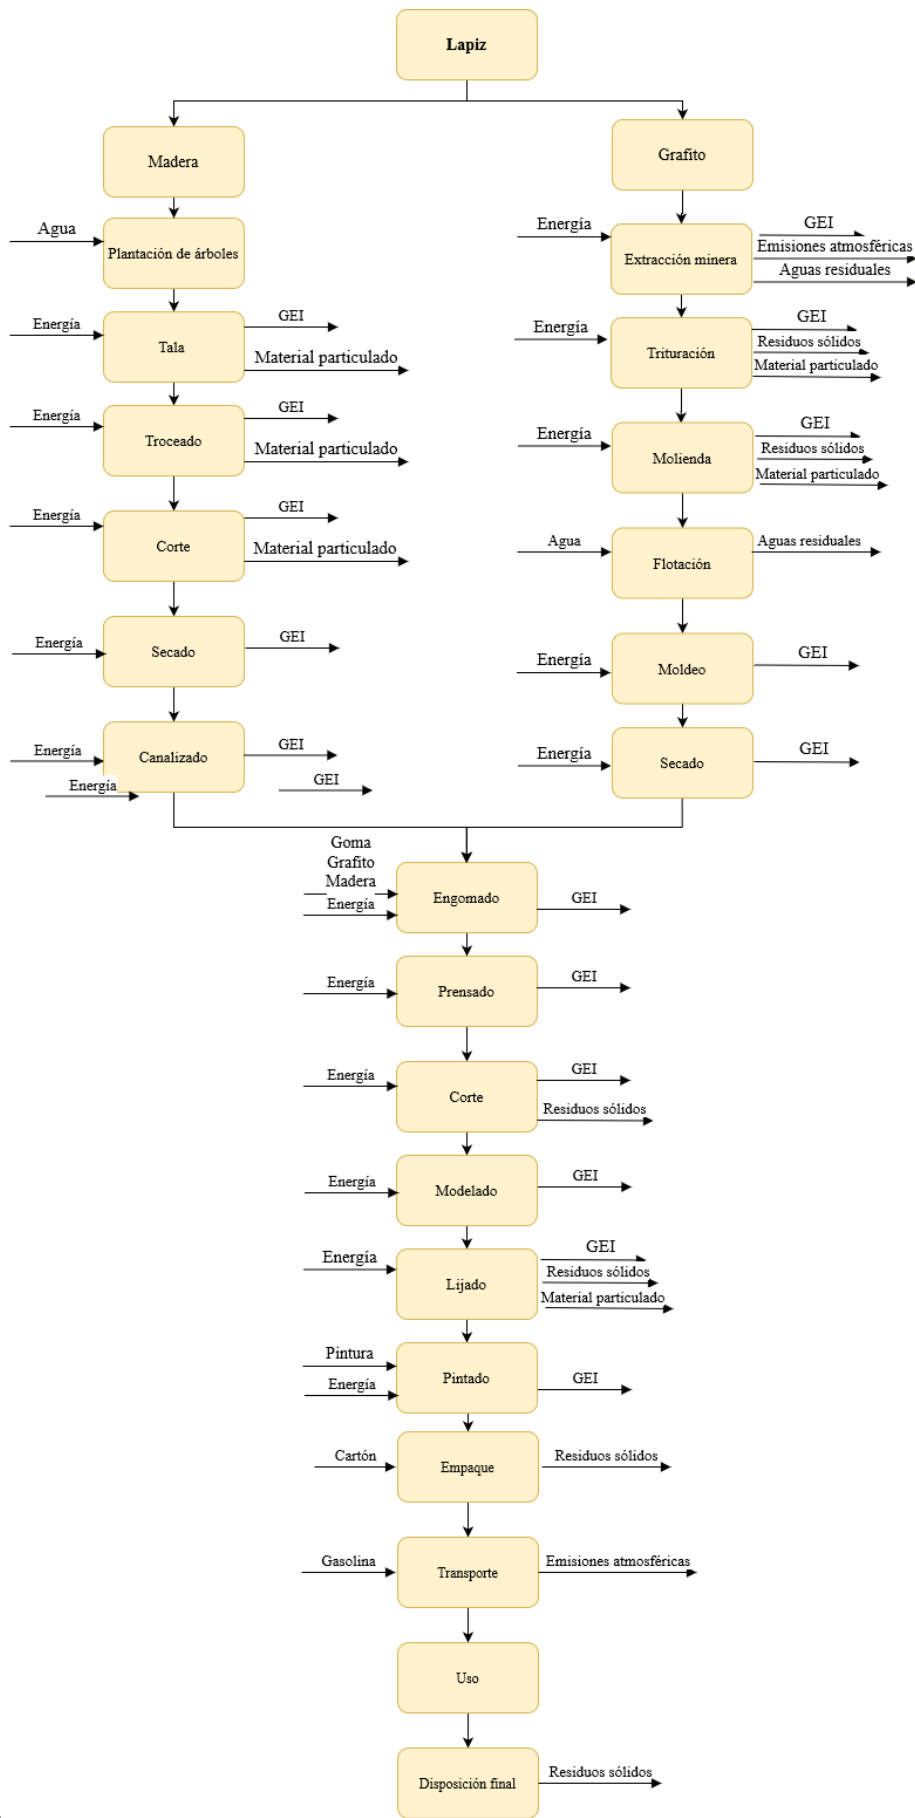 Lapiz
Madera
Grafito
Agua
Plantación de árboles
Energía
Extracción minera
GEI
Emisiones atmosféricas
Aguas residuales
Energía
Tala
GEI
Material particulado
Energía
Trituración
GEI
Residuos sólidos
Material particulado
Energía
Troceado
GEI
Material particulado
Energía
Molienda
GEI
Residuos sólidos
Material particulado
Energía
Corte
GEI
Material particulado
Agua
Flotación
Aguas residuales
Energía
Secado
GEI
Energía
Moldeo
GEI
Energía
Canalizado
GEI
Energía
GEI
Energía
Secado
GEI
Goma
Grafito
Madera
Energía
Engomado
GEI
Energía
Prensado
GEI
Energía
Corte
GEI
Residuos sólidos
Energía
Modelado
GEI
Energía
Lijado
GEI
Residuos sólidos
Material particulado
Pintura
Energía
Pintado
GEI
Cartón
Empaque
Residuos sólidos
Gasolina
Transporte
Emisiones atmosféricas
Uso
Disposición final
Residuos sólidos